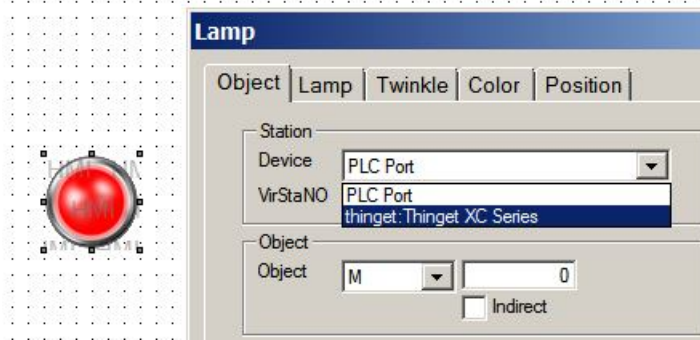 Lamp
Object Lamp Twinkle Color Position
Station
Device PLC Port
VirStaNO PLC Port
thinget:Thinget XC Series
Object
Object M 0
Indirect
HMI